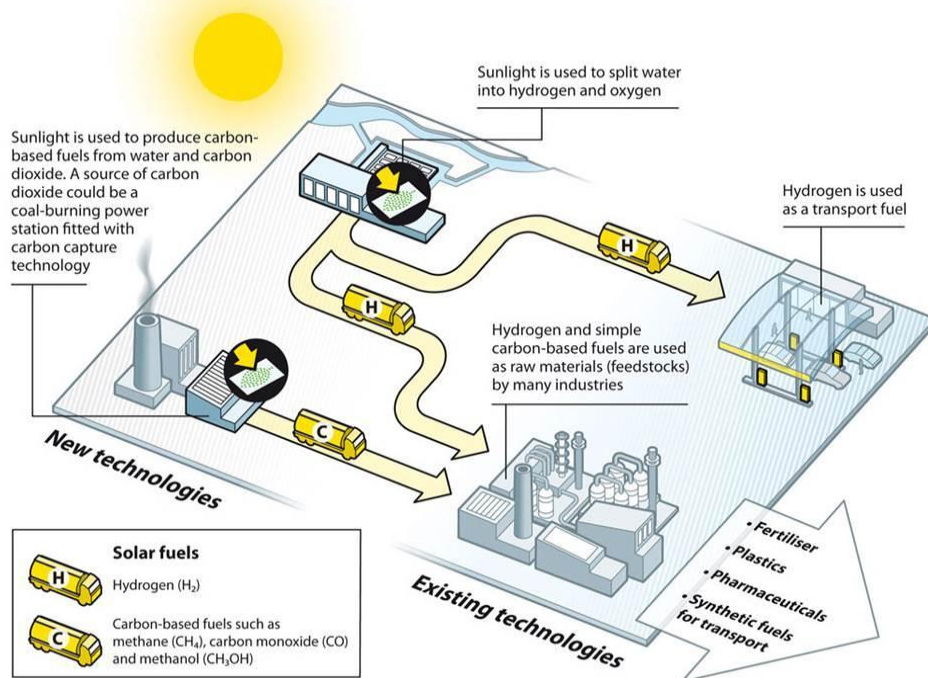 Sunlight is used to split water
into hydrogen and oxygen
Sunlight is used to produce carbon-
based fuels from water and carbon
dioxide. A source of carbon
dioxide could be a
coal-burning power
station fitted with
carbon capture
technology
Hydrogen is used
as a transport fuel
H
H
Hydrogen and simple
carbon-based fuels are used
as raw materials (feedstocks)
by many industries
C
New technologies
Existing technologies
• Fertiliser
• Plastics
• Pharmaceuticals
• Synthetic fuels
for transport
Solar fuels
H
Hydrogen (H₂)
C
Carbon-based fuels such as
methane (CH₄), carbon monoxide (CO)
and methanol (CH₃OH)